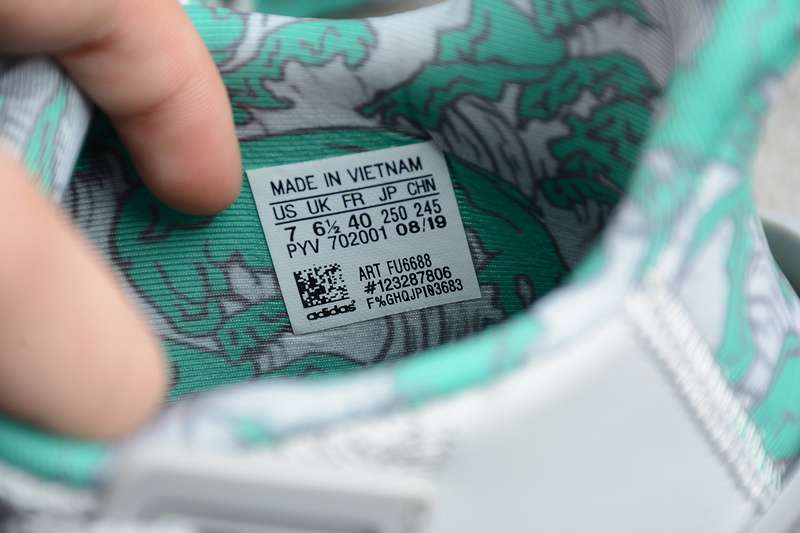 MADE IN VIETNAM
US UK FR JP CHN
7 6½ 40 250 245
PYV 702001 08/19
ART FU6688
#123287806
F%GHQJP103683
adidas